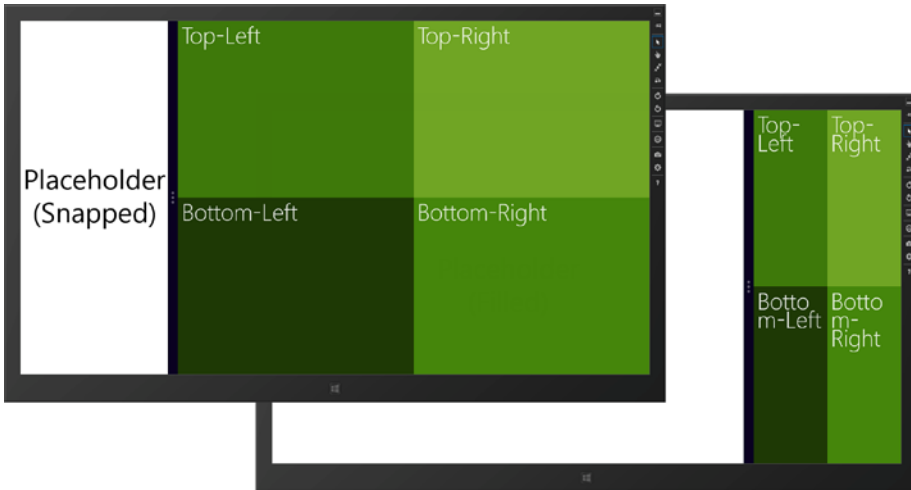 Top-Left
Top-Right
Placeholder
(Snapped)
Bottom-Left
Bottom-Right
Top-
Left
Top-
Right
Botto
m-Left
Botto
m-
Right